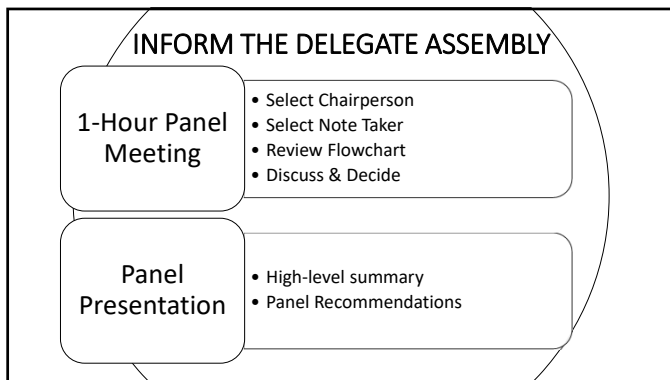 INFORM THE DELEGATE ASSEMBLY
1-Hour Panel
Meeting
• Select Chairperson
• Select Note Taker
• Review Flowchart
• Discuss & Decide
Panel
Presentation
• High-level summary
• Panel Recommendations